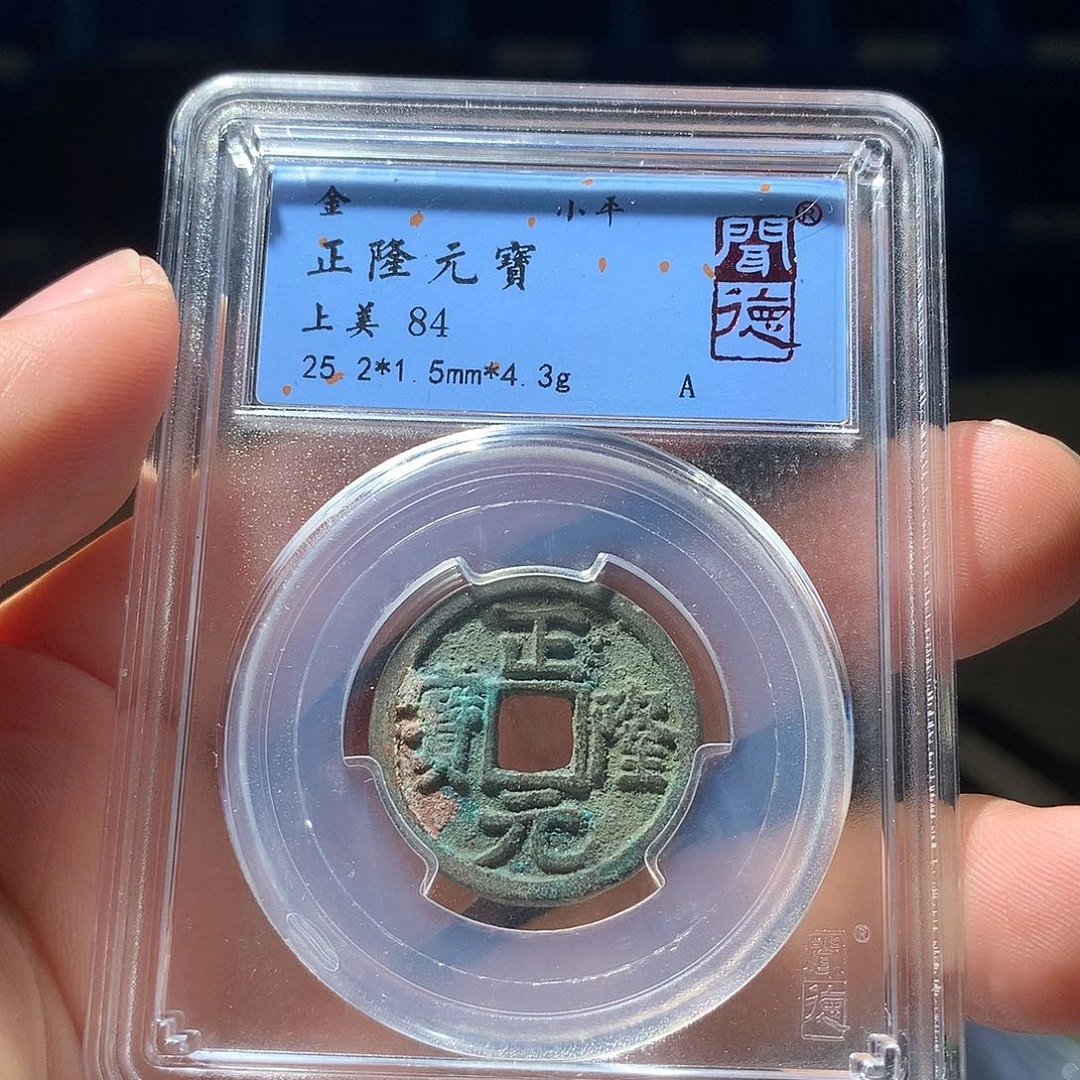 金 小平
正隆元寶
上美 84
25.2*1.5mm*4.3g A
聞德®
正隆元寶
聞德®